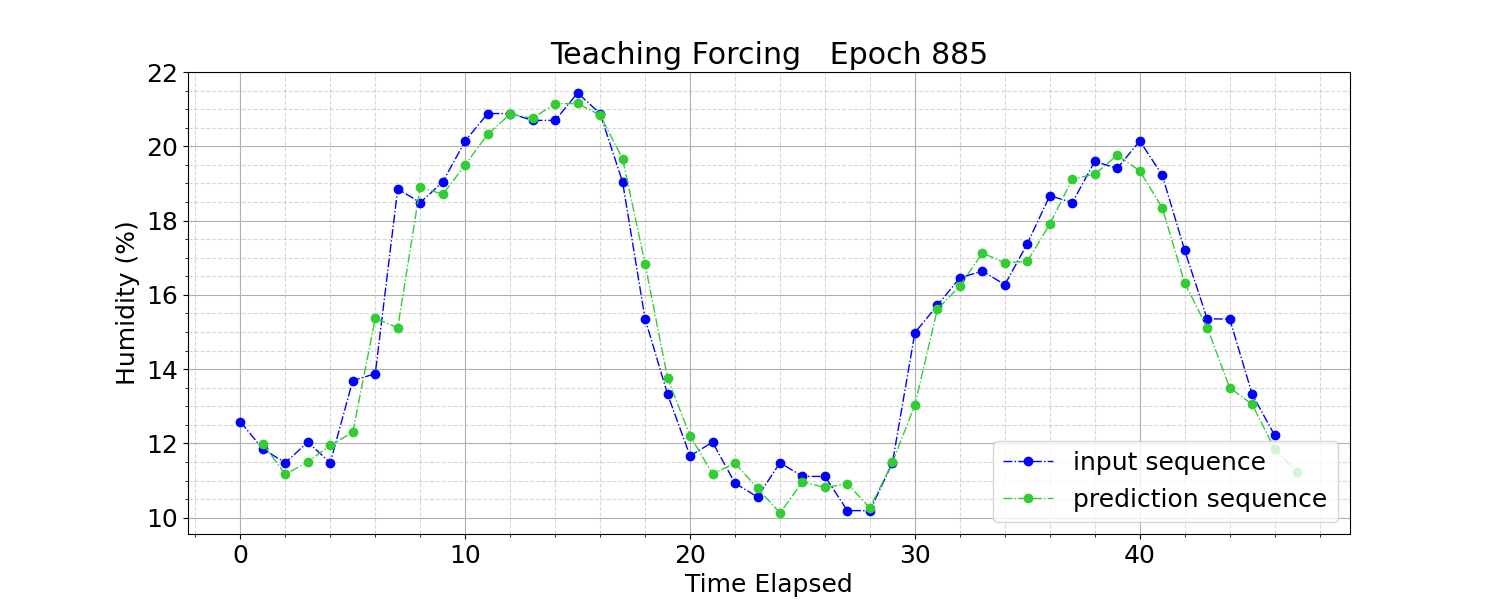 Teaching Forcing   Epoch 885
22
20
18
16
14
12
10
Humidity (%)
input sequence
prediction sequence
0 10 20 30 40
Time Elapsed